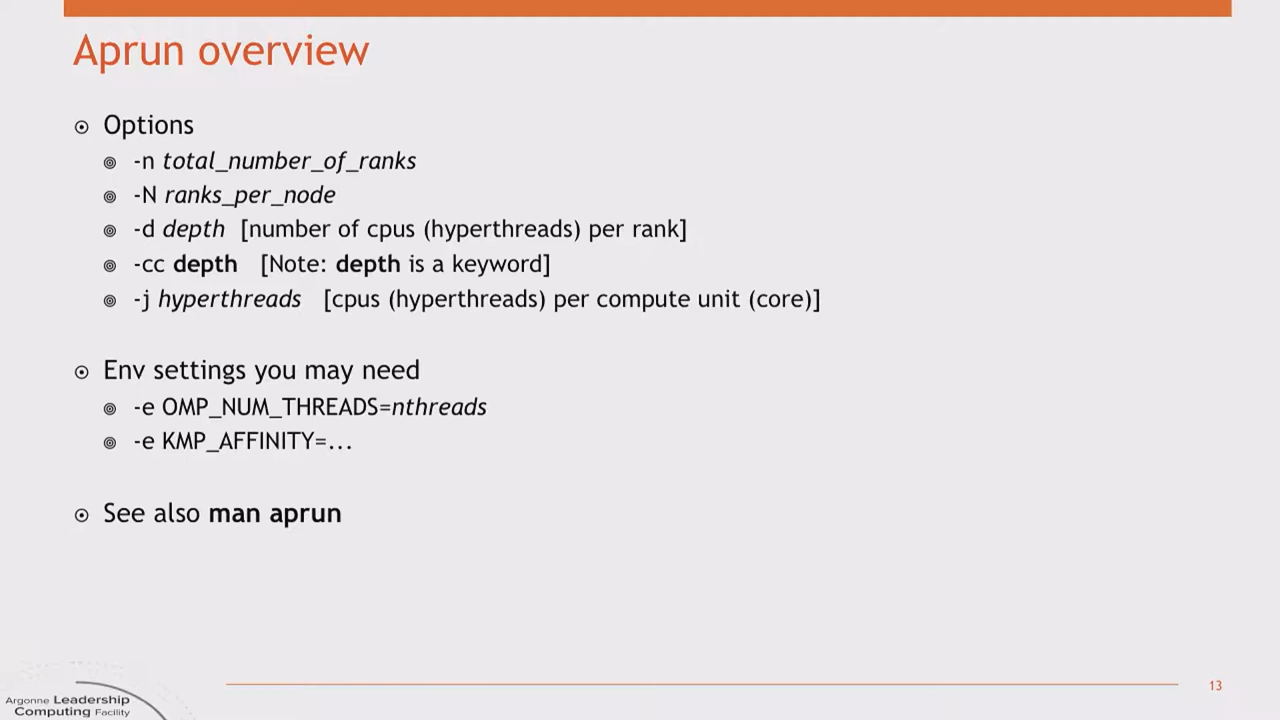 Aprun overview
Options
-n total_number_of_ranks
-N ranks_per_node
-d depth [number of cpus (hyperthreads) per rank]
-cc depth [Note: depth is a keyword]
-j hyperthreads [cpus (hyperthreads) per compute unit (core)]
Env settings you may need
-e OMP_NUM_THREADS=nthreads
-e KMP_AFFINITY=...
See also man aprun
Argonne Leadership
Computing Facility
13